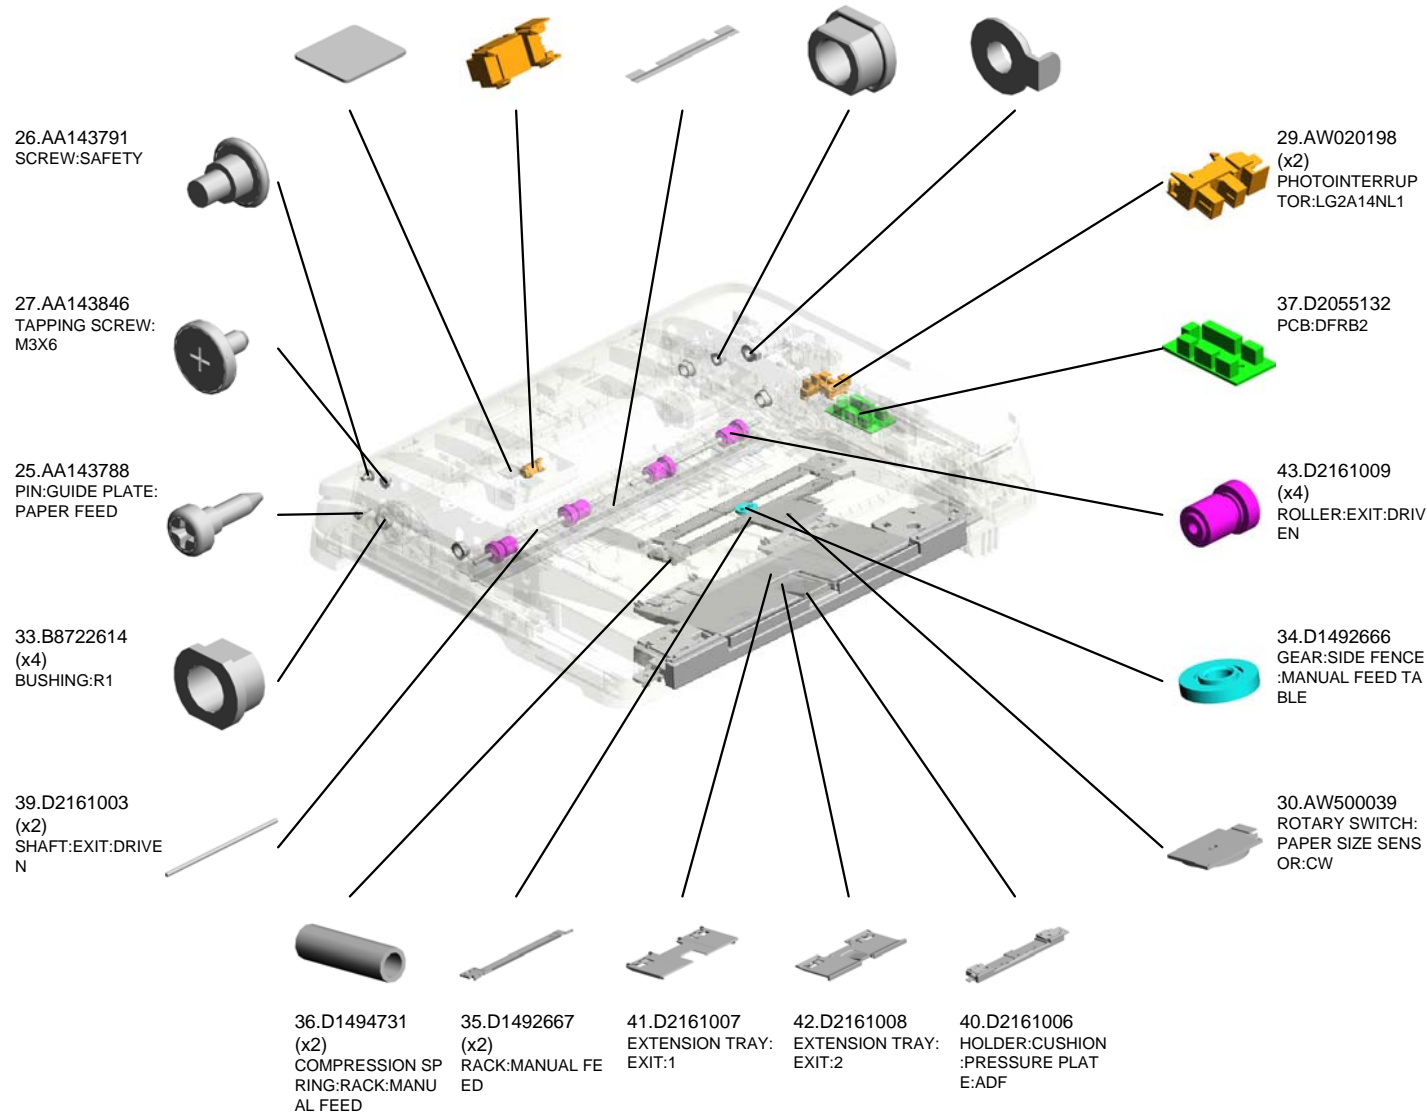 26.AA143791
SCREW:SAFETY
27.AA143846
TAPPING SCREW:
M3X6
25.AA143788
PIN:GUIDE PLATE:
PAPER FEED
33.B8722614
(x4)
BUSHING:R1
39.D2161003
(x2)
SHAFT:EXIT:DRIVE
N
36.D1494731
(x2)
COMPRESSION SP
RING:RACK:MANU
AL FEED
35.D1492667
(x2)
RACK:MANUAL FE
ED
41.D2161007
EXTENSION TRAY:
EXIT:1
42.D2161008
EXTENSION TRAY:
EXIT:2
40.D2161006
HOLDER:CUSHION
:PRESSURE PLAT
E:ADF
29.AW020198
(x2)
PHOTOINTERRUP
TOR:LG2A14NL1
37.D2055132
PCB:DFRB2
43.D2161009
(x4)
ROLLER:EXIT:DRIV
EN
34.D1492666
GEAR:SIDE FENCE
:MANUAL FEED TA
BLE
30.AW500039
ROTARY SWITCH:
PAPER SIZE SENS
OR:CW